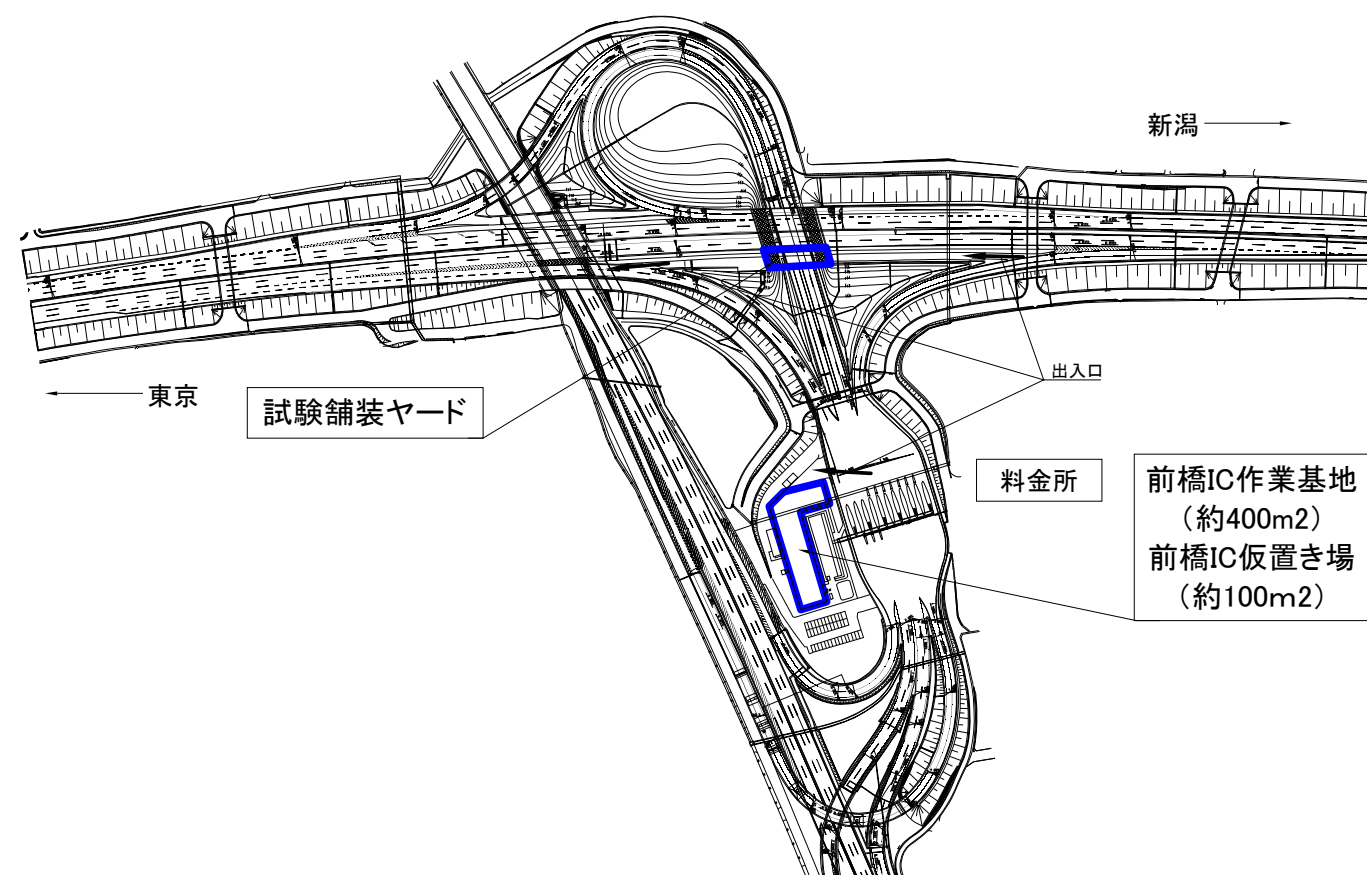 新潟
出入口
東京
試験舗装ヤード
料金所
前橋IC作業基地
（約400m2）
前橋IC仮置き場
（約100ｍ2）